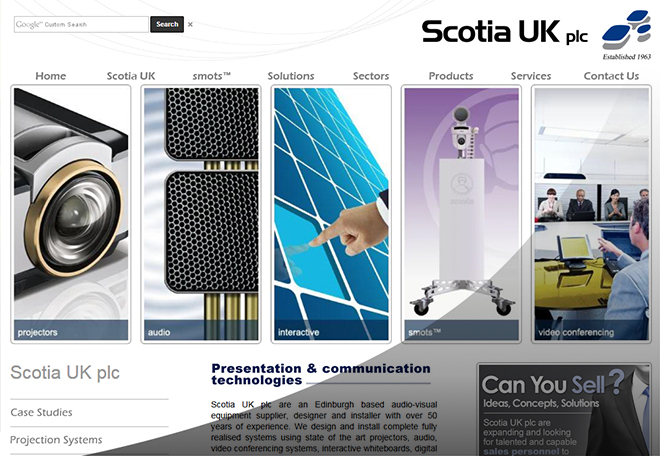 Google™ Custom Search
Search
×
Scotia UK plc
Established 1963
Home
Scotia UK
smots™
Solutions
Sectors
Products
Services
Contact Us
projectors
audio
interactive
smots™
video conferencing
Scotia UK plc
Case Studies
Projection Systems
Presentation & communication
technologies
Scotia UK plc are an Edinburgh based audio-visual
equipment supplier, designer and installer with over 50
years of experience. We design and install complete fully
realised systems using state of the art projectors, audio,
video conferencing systems, interactive whiteboards, digital
Can You Sell?
Ideas, Concepts, Solutions
Scotia UK plc are
expanding and looking
for talented and capable
sales personnel to